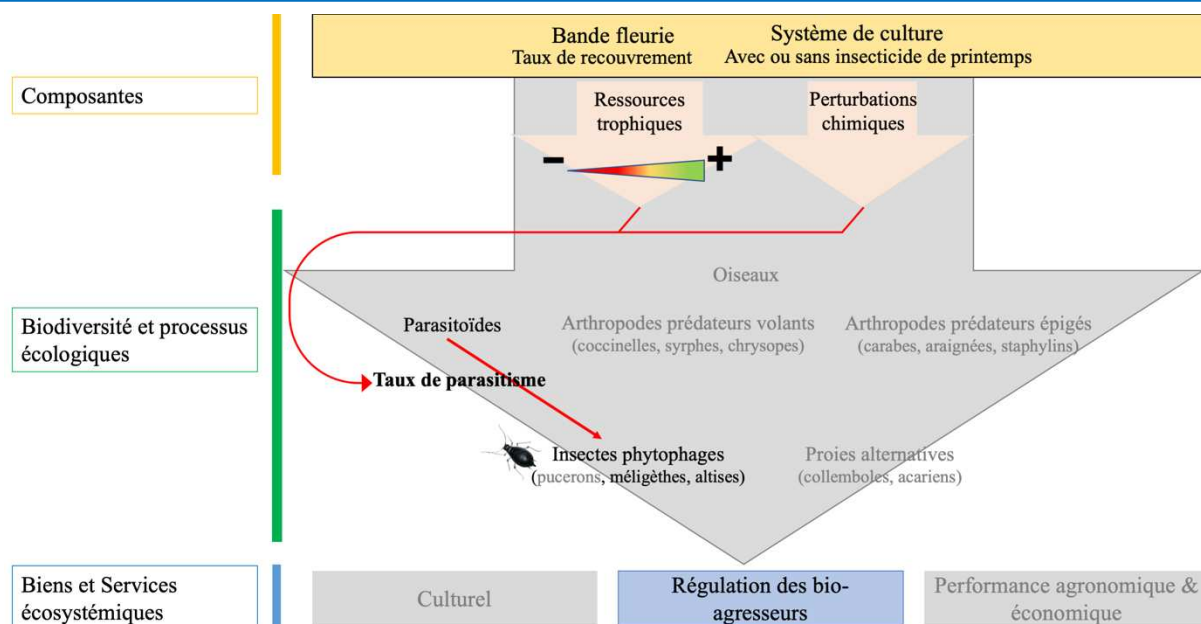 Bande fleurie
Taux de recouvrement
Système de culture
Avec ou sans insecticide de printemps
Composantes
Ressources
trophiques
Perturbations
chimiques
− +
Oiseaux
Biodiversité et processus
écologiques
Parasitoïdes
Arthropodes prédateurs volants
(coccinelles, syrphes, chrysopes)
Arthropodes prédateurs épigés
(carabes, araignées, staphylins)
Taux de parasitisme
Insectes phytophages
(pucerons, méligèthes, altises)
Proies alternatives
(collemboles, acariens)
Biens et Services
écosystémiques
Culturel
Régulation des bio-
agresseurs
Performance agronomique &
économique